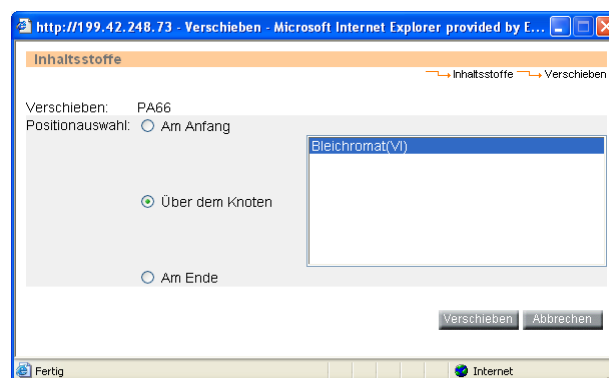 http://199.42.248.73 - Verschieben - Microsoft Internet Explorer provided by E...
Inhaltsstoffe
Inhaltsstoffe Verschieben
Verschieben: PA66
Positionauswahl: Am Anfang
Bleichromat(VI)
Über dem Knoten
Am Ende
Verschieben Abbrechen
Fertig Internet